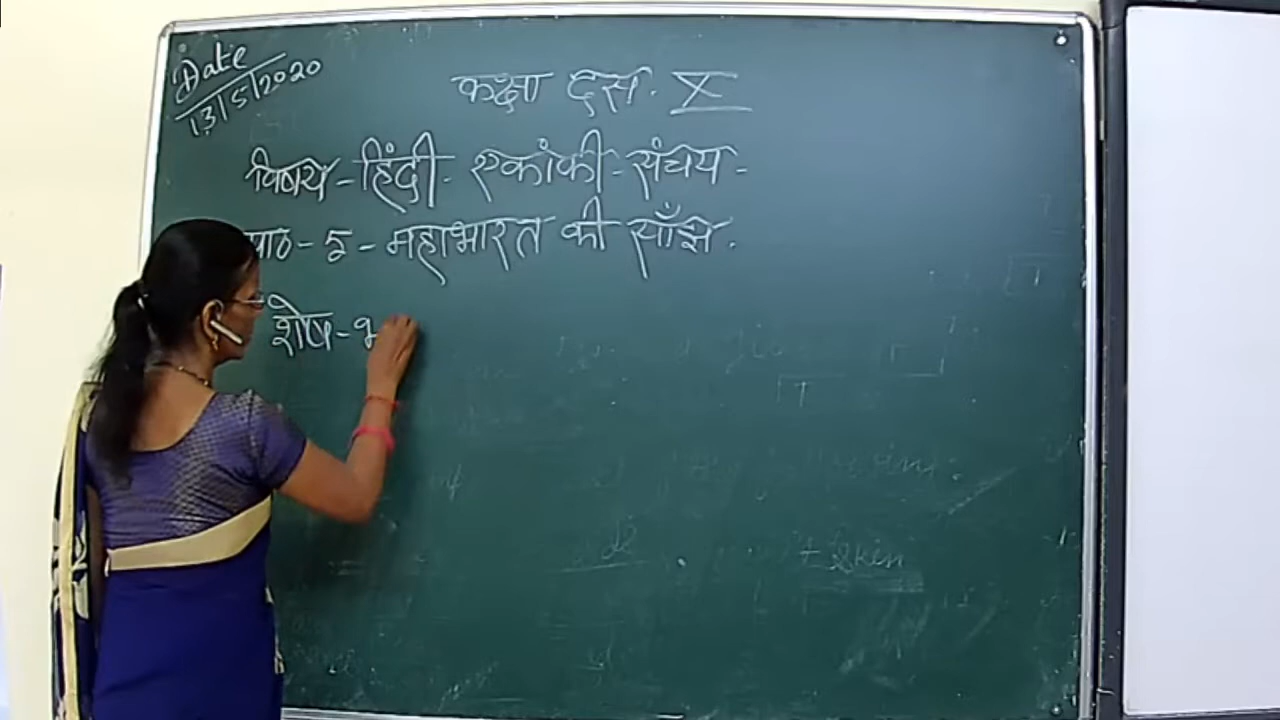 Date
13/5/2020
कक्षा दस. X
विषय - हिंदी - एकांकी - संचय -
पाठ - 5 - महाभारत की साँझ.
शेष -